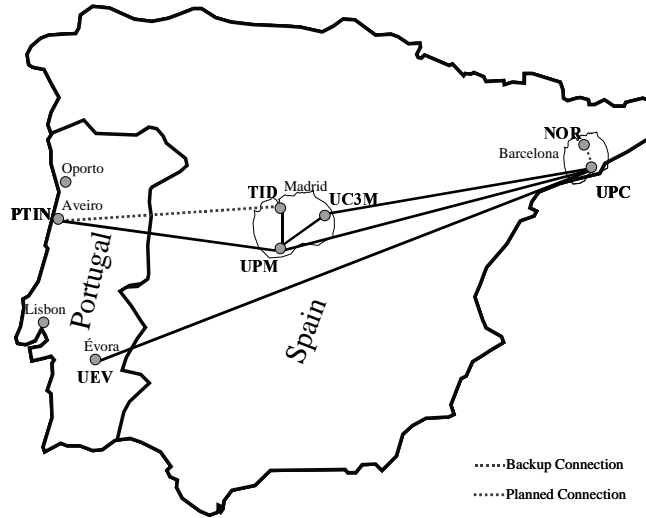 NOR
Barcelona
UPC
Oporto
TID
Madrid
UC3M
PTIN
Aveiro
UPM
Portugal
Lisbon
Spain
Évora
UEV
Backup Connection
Planned Connection